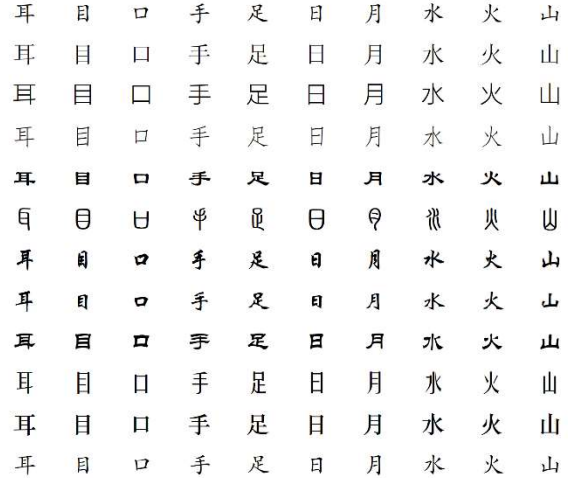 耳 目 口 手 足 日 月 水 火 山
耳 目 口 手 足 日 月 水 火 山
耳 目 口 手 足 日 月 水 火 山
耳 目 口 手 足 日 月 水 火 山
耳 目 口 手 足 日 月 水 火 山
耳 目 口 手 足 日 月 水 火 山
耳 目 口 手 足 日 月 水 火 山
耳 目 口 手 足 日 月 水 火 山
耳 目 口 手 足 日 月 水 火 山
耳 目 口 手 足 日 月 水 火 山
耳 目 口 手 足 日 月 水 火 山
耳 目 口 手 足 日 月 水 火 山